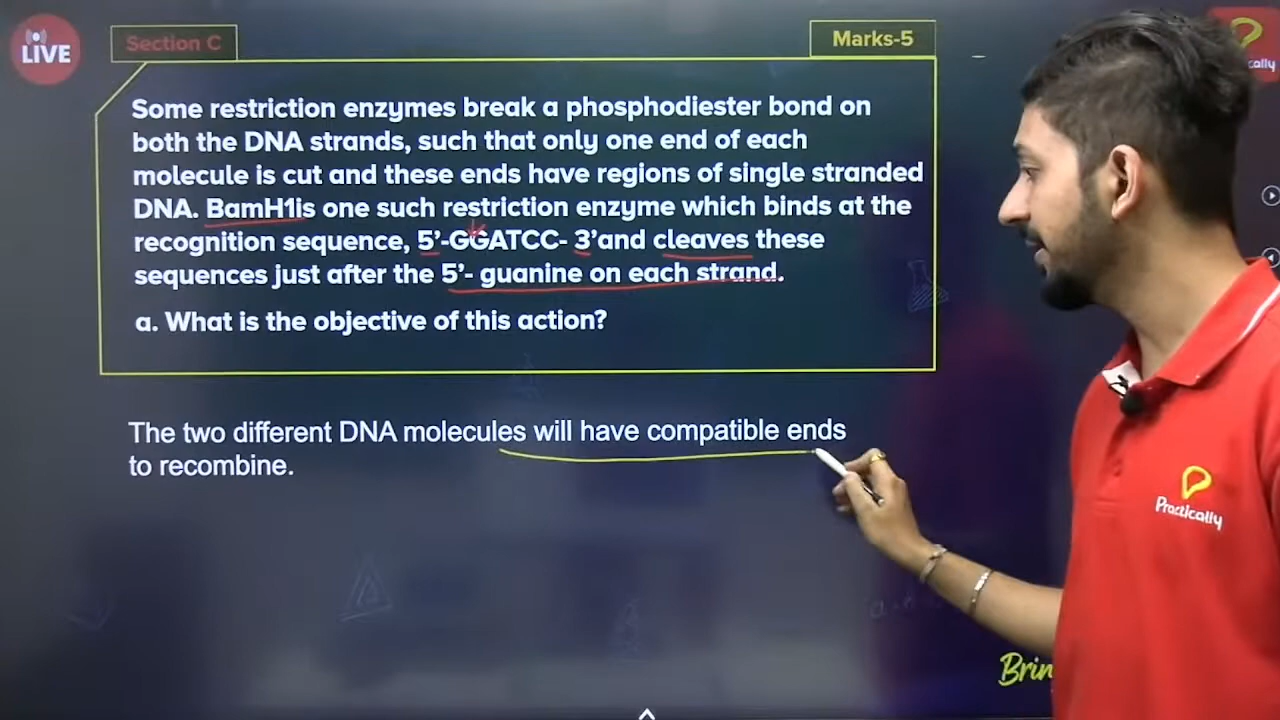 LIVE
Section C
Marks-5
cally
Some restriction enzymes break a phosphodiester bond on
both the DNA strands, such that only one end of each
molecule is cut and these ends have regions of single stranded
DNA. BamH1is one such restriction enzyme which binds at the
recognition sequence, 5’-GGATCC- 3’and cleaves these
sequences just after the 5’- guanine on each strand.
a. What is the objective of this action?
The two different DNA molecules will have compatible ends
to recombine.
Practically
Brin